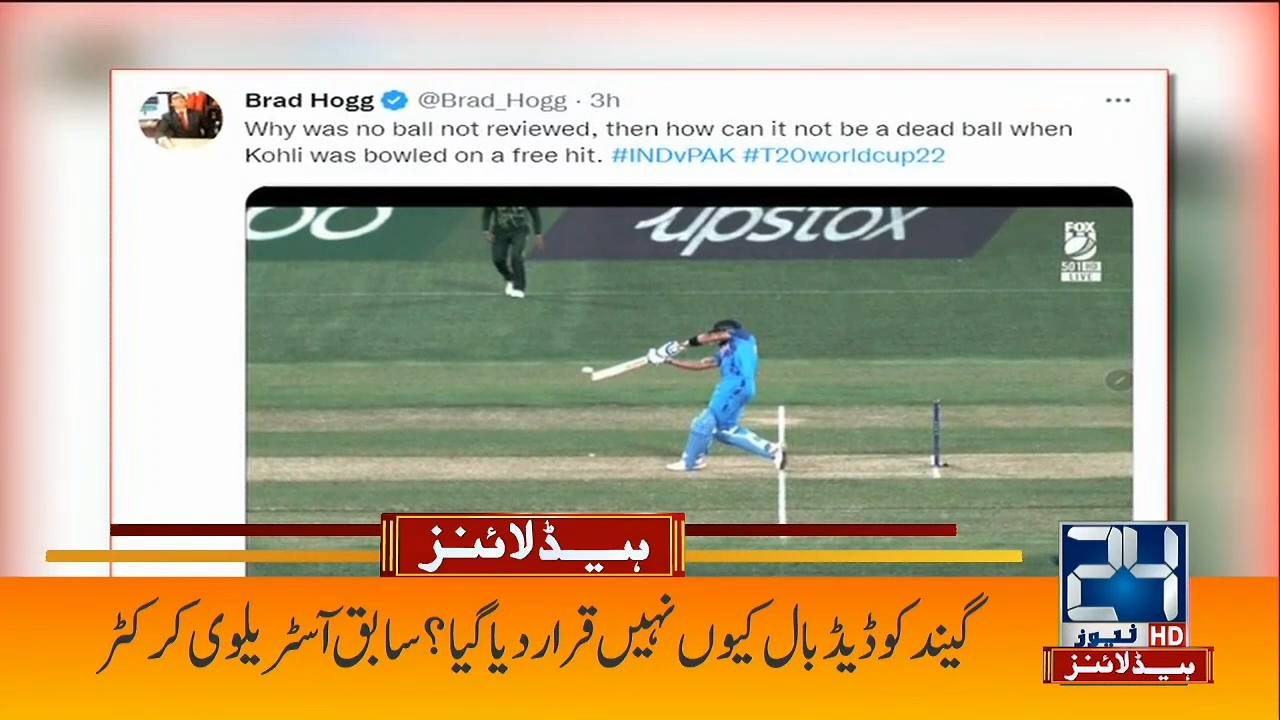 Brad Hogg @Brad_Hogg · 3h
Why was no ball not reviewed, then how can it not be a dead ball when
Kohli was bowled on a free hit. #INDvPAK #T20worldcup22
upstox
FOX
501 HD
LIVE
ہیڈلائنز
گیند کو ڈیڈ بال کیوں نہیں قرار دیا گیا؟ سابق آسٹریلوی کرکٹر
24
نیوز HD
ہیڈلائنز